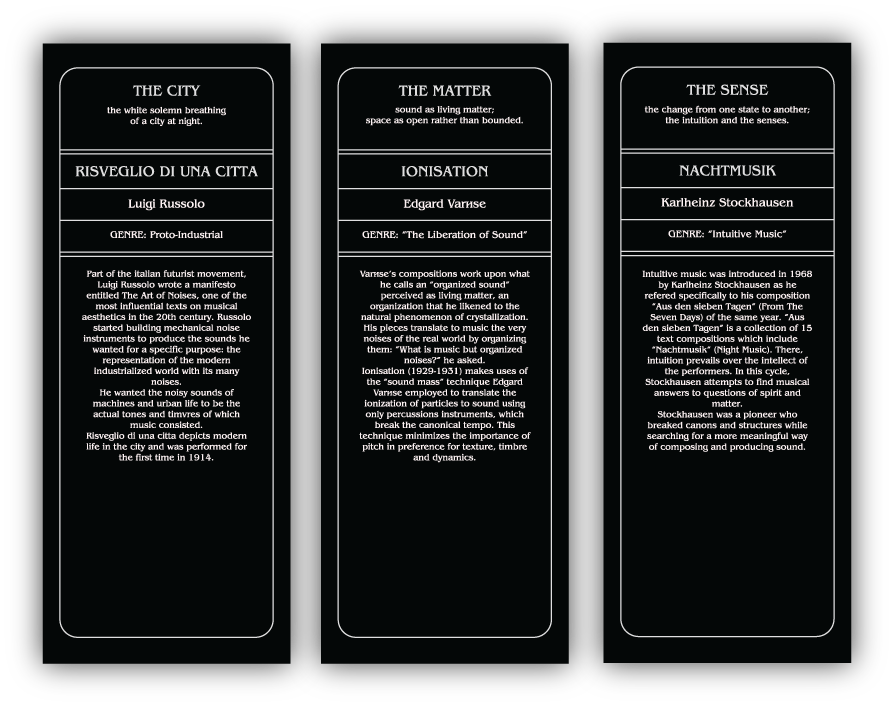 THE CITY
the white solemn breathing
of a city at night.
RISVEGLIO DI UNA CITTA
Luigi Russolo
GENRE: Proto-Industrial
Part of the italian futurist movement,
Luigi Russolo wrote a manifesto
entitled The Art of Noises, one of the
most influential texts on musical
aesthetics in the 20th century. Russolo
started building mechanical noise
instruments to produce the sounds he
wanted for a specific purpose: the
representation of the modern
industrialized world with its many
noises.
He wanted the noisy sounds of
machines and urban life to be the
actual tones and timvres of which
music consisted.
Risveglio di una citta depicts modern
life in the city and was performed for
the first time in 1914.
THE MATTER
sound as living matter;
space as open rather than bounded.
IONISATION
Edgard Varиse
GENRE: “The Liberation of Sound”
Varиse’s compositions work upon what
he calls an “organized sound”
perceived as living matter, an
organization that he likened to the
natural phenomenon of crystallization.
His pieces translate to music the very
noises of the real world by organizing
them: “What is music but organized
noises?” he asked.
Ionisation (1929-1931) makes uses of
the “sound mass” technique Edgard
Varиse employed to translate the
ionization of particles to sound using
only percussions instruments, which
break the canonical tempo. This
technique minimizes the importance of
pitch in preference for texture, timbre
and dynamics.
THE SENSE
the change from one state to another;
the intuition and the senses.
NACHTMUSIK
Karlheinz Stockhausen
GENRE: “Intuitive Music”
Intuitive music was introduced in 1968
by Karlheinz Stockhausen as he
refered specifically to his composition
“Aus den sieben Tagen” (From The
Seven Days) of the same year. “Aus
den sieben Tagen” is a collection of 15
text compositions which include
“Nachtmusik” (Night Music). There,
intuition prevails over the intellect of
the performers. In this cycle,
Stockhausen attempts to find musical
answers to questions of spirit and
matter.
Stockhausen was a pioneer who
breaked canons and structures while
searching for a more meaningful way
of composing and producing sound.